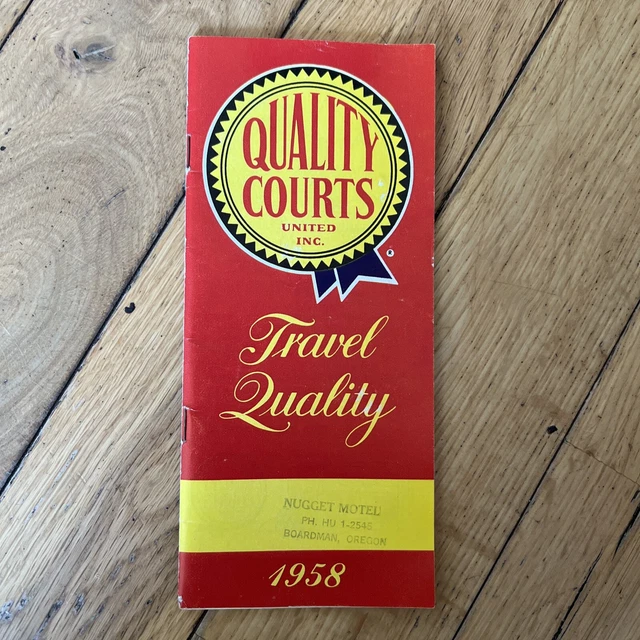 QUALITY
COURTS
UNITED
INC.
R
Travel
Quality
NUGGET MOTEL
PH. HU 1-2545
BOARDMAN, OREGON
1958